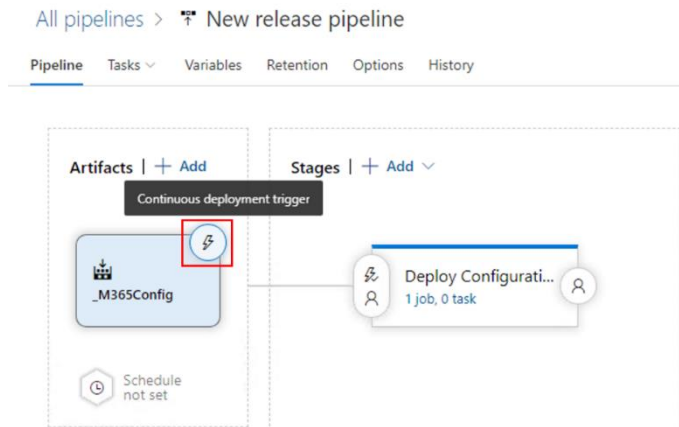 All pipelines > New release pipeline
Pipeline Tasks Variables Retention Options History
Artifacts | + Add
Stages | + Add
Continuous deployment trigger
_M365Config
Deploy Configurati...
1 job, 0 task
Schedule
not set